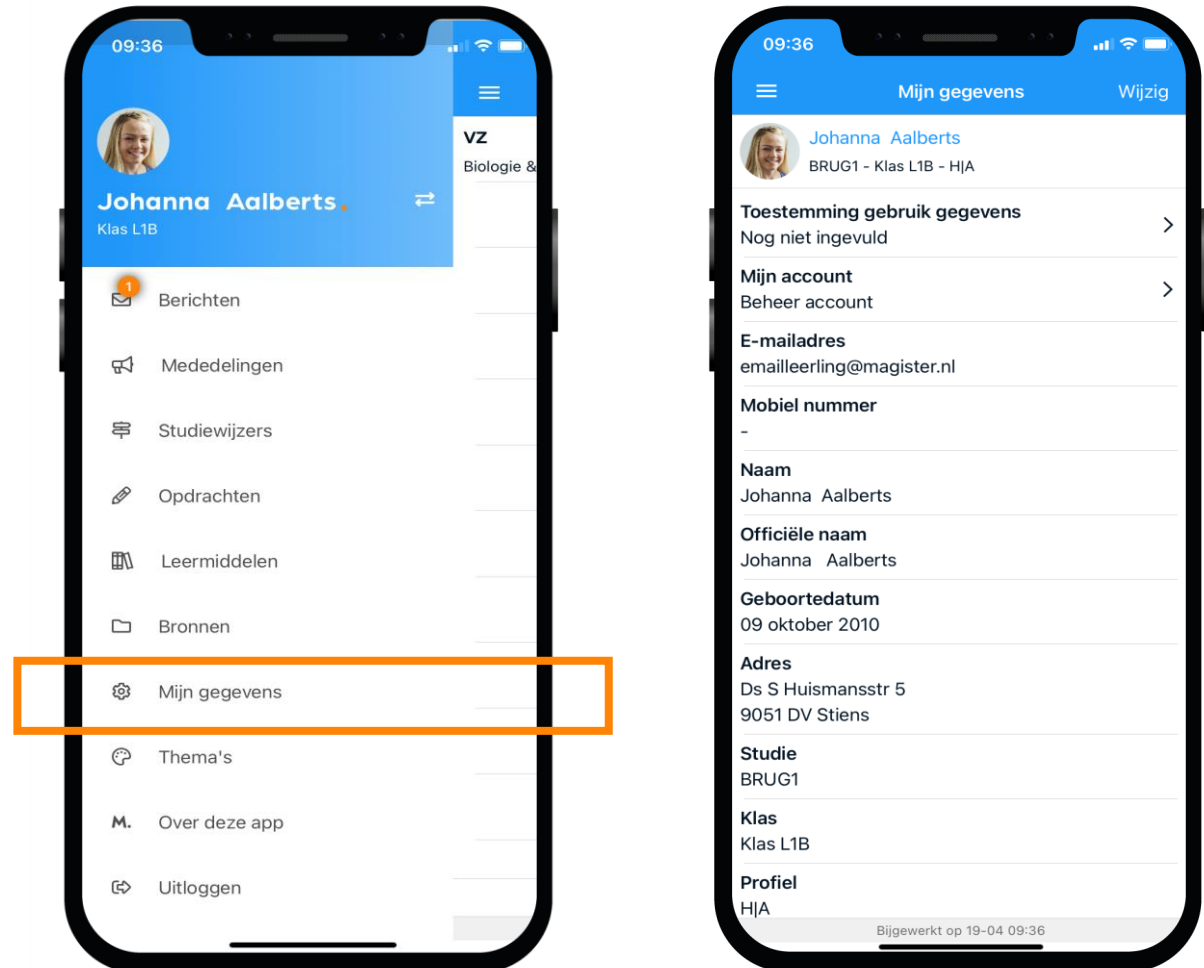 09:36
VZ
Biologie &
Johanna Aalberts.
Klas L1B
1
Berichten
Mededelingen
Studiewijzers
Opdrachten
Leermiddelen
Bronnen
Mijn gegevens
Thema's
M. Over deze app
Uitloggen
09:36
Mijn gegevens Wijzig
Johanna Aalberts
BRUG1 - Klas L1B - H|A
Toestemming gebruik gegevens
Nog niet ingevuld
Mijn account
Beheer account
E-mailadres
emailleerling@magister.nl
Mobiel nummer
-
Naam
Johanna Aalberts
Officiële naam
Johanna Aalberts
Geboortedatum
09 oktober 2010
Adres
Ds S Huismansstr 5
9051 DV Stiens
Studie
BRUG1
Klas
Klas L1B
Profiel
H|A
Bijgewerkt op 19-04 09:36